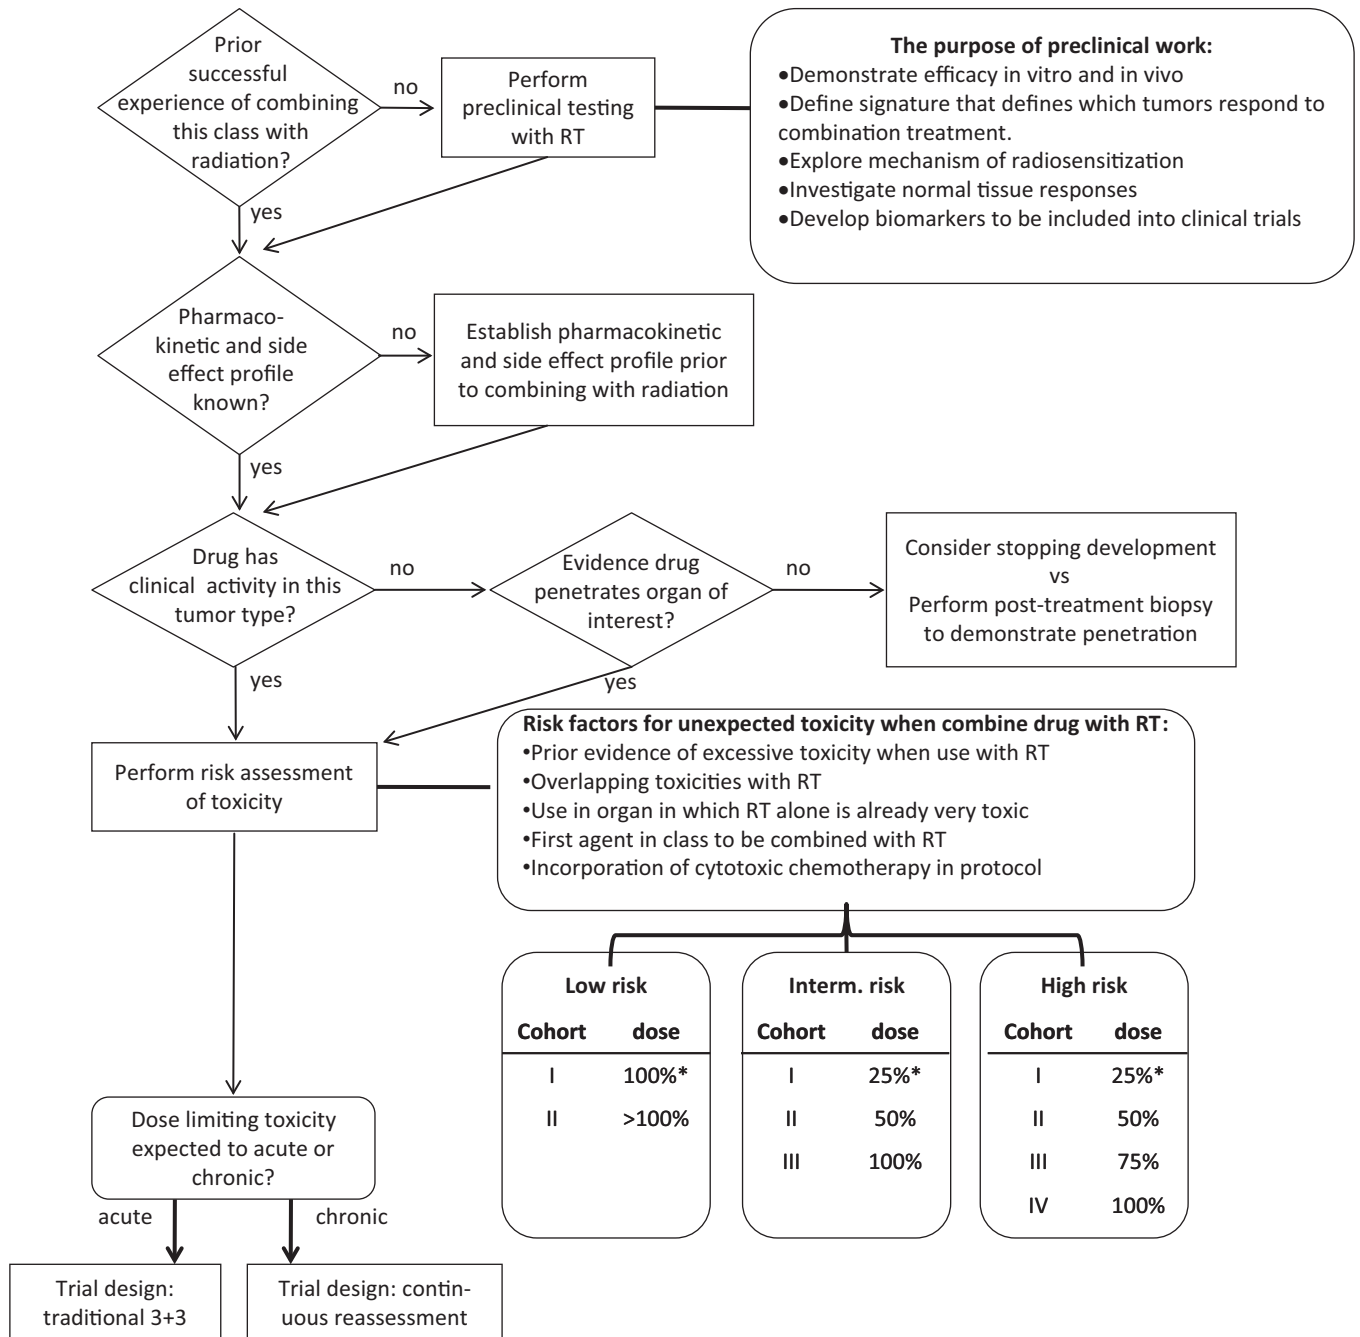 Prior
successful
experience of combining
this class with
radiation?
no
Perform
preclinical testing
with RT
The purpose of preclinical work:
•Demonstrate efficacy in vitro and in vivo
•Define signature that defines which tumors respond to
combination treatment.
•Explore mechanism of radiosensitization
•Investigate normal tissue responses
•Develop biomarkers to be included into clinical trials
yes
Pharmaco-
kinetic and side
effect profile
known?
no
Establish pharmacokinetic
and side effect profile prior
to combining with radiation
yes
Drug has
clinical activity in this
tumor type?
no
Evidence drug
penetrates organ of
interest?
no
Consider stopping development
vs
Perform post-treatment biopsy
to demonstrate penetration
yes
yes
Perform risk assessment
of toxicity
Risk factors for unexpected toxicity when combine drug with RT:
•Prior evidence of excessive toxicity when use with RT
•Overlapping toxicities with RT
•Use in organ in which RT alone is already very toxic
•First agent in class to be combined with RT
•Incorporation of cytotoxic chemotherapy in protocol
Low risk
Cohort dose
I 100%*
II >100%
Interm. risk
Cohort dose
I 25%*
II 50%
III 100%
High risk
Cohort dose
I 25%*
II 50%
III 75%
IV 100%
Dose limiting toxicity
expected to acute or
chronic?
acute
chronic
Trial design:
traditional 3+3
Trial design: contin-
uous reassessment